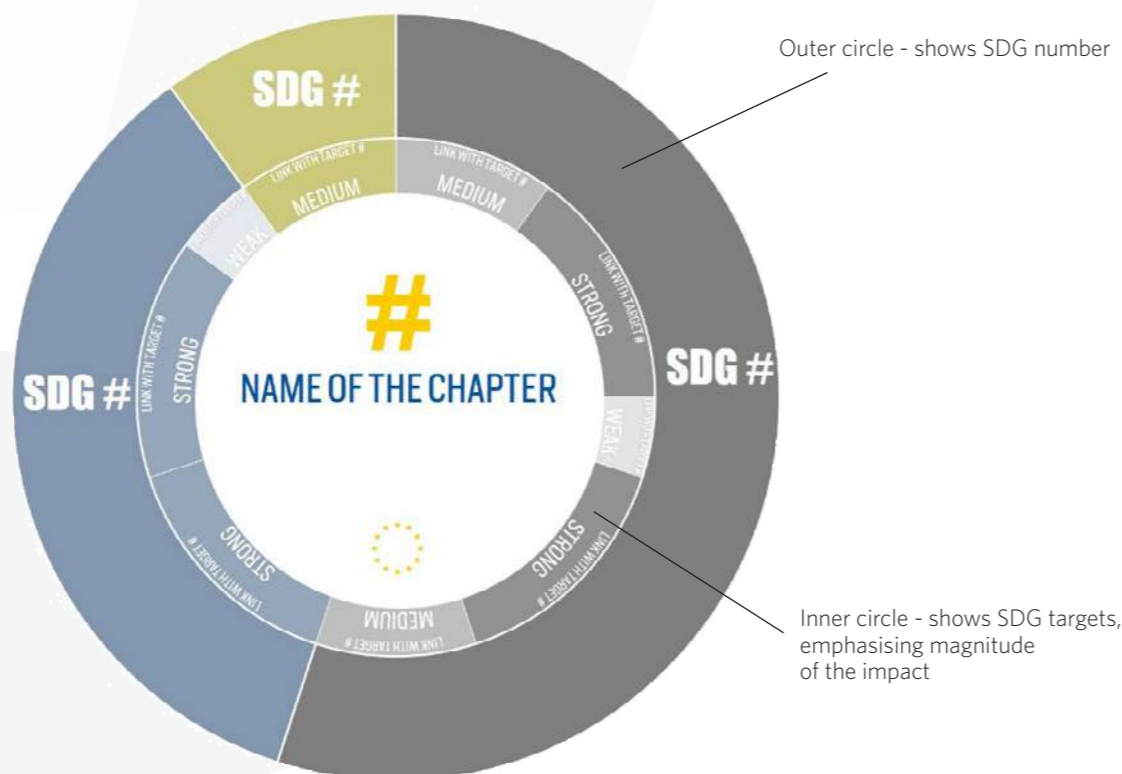 Outer circle - shows SDG number
SDG #
LINK WITH TARGET #
MEDIUM
LINK WITH TARGET #
MEDIUM
LINK WITH TARGET #
STRONG
SDG #
WEAK
LINK WITH TARGET #
STRONG
LINK WITH TARGET #
MEDIUM
LINK WITH TARGET #
STRONG
SDG #
LINK WITH TARGET #
STRONG
WEAK
#
NAME OF THE CHAPTER
Inner circle - shows SDG targets,
emphasising magnitude
of the impact